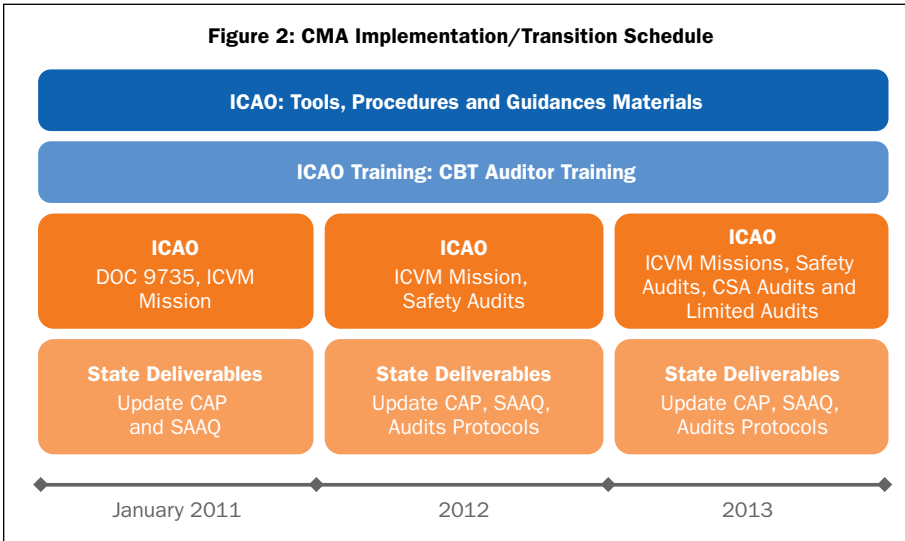 Figure 2: CMA Implementation/Transition Schedule
ICAO: Tools, Procedures and Guidances Materials
ICAO Training: CBT Auditor Training
ICAO
DOC 9735, ICVM
Mission
ICAO
ICVM Mission,
Safety Audits
ICAO
ICVM Missions, Safety
Audits, CSA Audits and
Limited Audits
State Deliverables
Update CAP
and SAAQ
State Deliverables
Update CAP, SAAQ,
Audits Protocols
State Deliverables
Update CAP, SAAQ,
Audits Protocols
January 2011
2012
2013